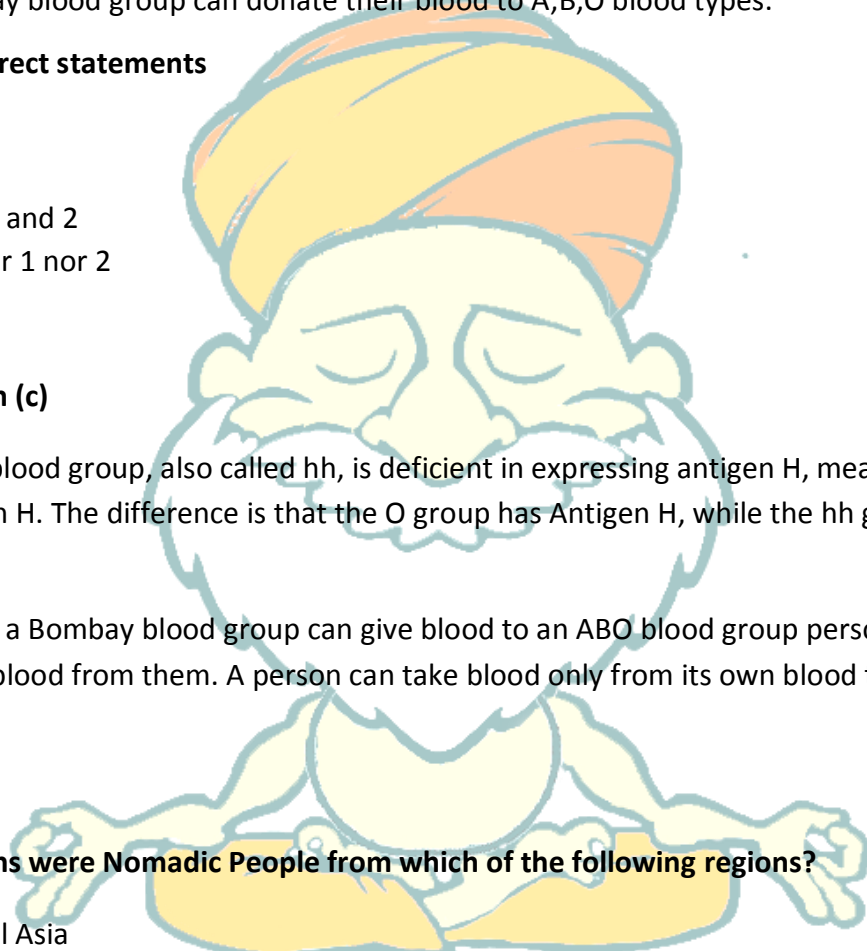 blood group can donate their blood to A,B,O blood types.
rect statements
and 2
r 1 nor 2
(c)
blood group, also called hh, is deficient in expressing antigen H, mea
H. The difference is that the O group has Antigen H, while the hh g
a Bombay blood group can give blood to an ABO blood group pers
blood from them. A person can take blood only from its own blood
ns were Nomadic People from which of the following regions?
l Asia